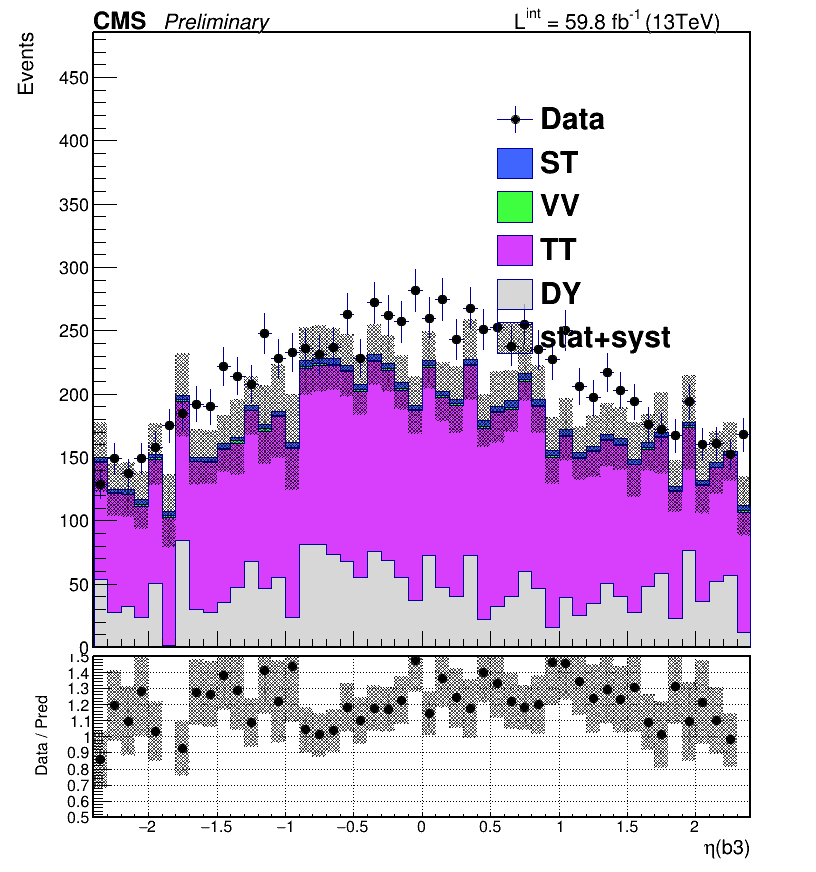 CMS Preliminary L^int = 59.8 fb^-1 (13TeV)
Events
450
400
350
300
250
200
150
100
50
0
Data
ST
VV
TT
DY
stat+syst
Data / Pred
1.5
1.4
1.3
1.2
1.1
1
0.9
0.8
0.7
0.6
0.5
−2 −1.5 −1 −0.5 0 0.5 1 1.5 2
η(b3)